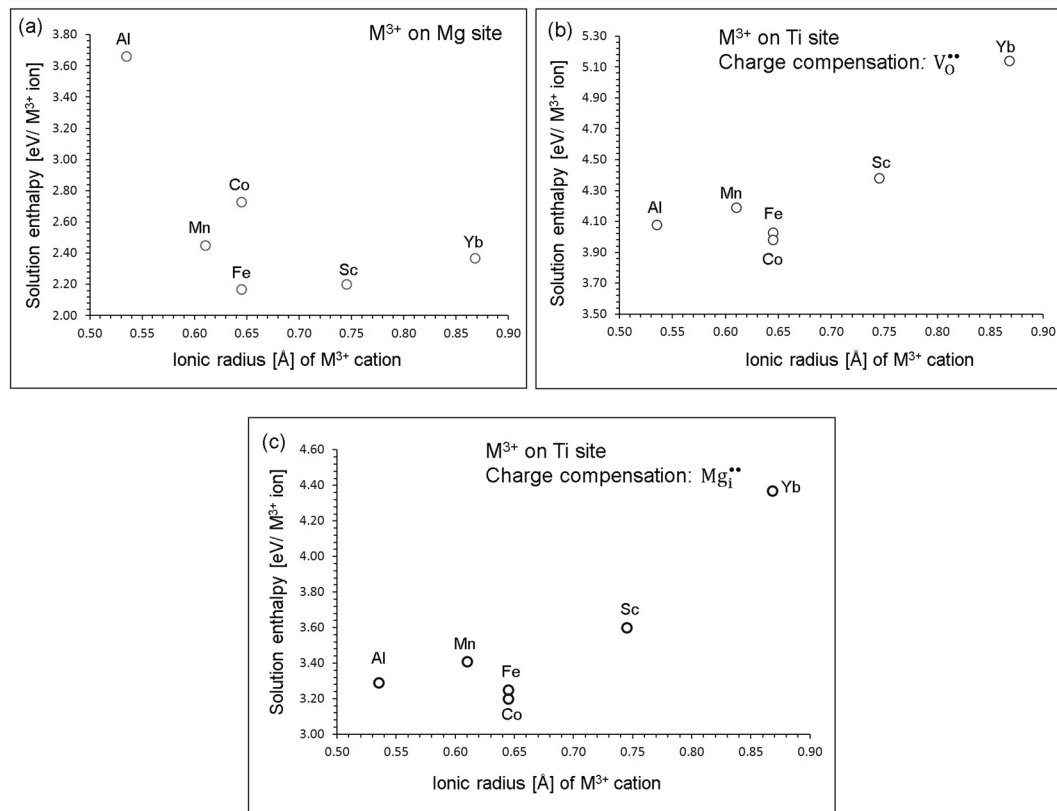 (a)
M³⁺ on Mg site
Solution enthalpy [eV/ M³⁺ ion]
3.80
3.60
3.40
3.20
3.00
2.80
2.60
2.40
2.20
2.00
Al
Co
Mn
Fe
Sc
Yb
0.50 0.55 0.60 0.65 0.70 0.75 0.80 0.85 0.90
Ionic radius [Å] of M³⁺ cation
(b)
M³⁺ on Ti site
Charge compensation: V_O^••
Solution enthalpy [eV/ M³⁺ ion]
5.30
5.10
4.90
4.70
4.50
4.30
4.10
3.90
3.70
3.50
Yb
Sc
Al
Mn
Fe
Co
0.50 0.55 0.60 0.65 0.70 0.75 0.80 0.85 0.90
Ionic radius [Å] of M³⁺ cation
(c)
M³⁺ on Ti site
Charge compensation: Mg_i^••
Solution enthalpy [eV/ M³⁺ ion]
4.60
4.40
4.20
4.00
3.80
3.60
3.40
3.20
3.00
Yb
Sc
Mn
Al
Fe
Co
0.50 0.55 0.60 0.65 0.70 0.75 0.80 0.85 0.90
Ionic radius [Å] of M³⁺ cation